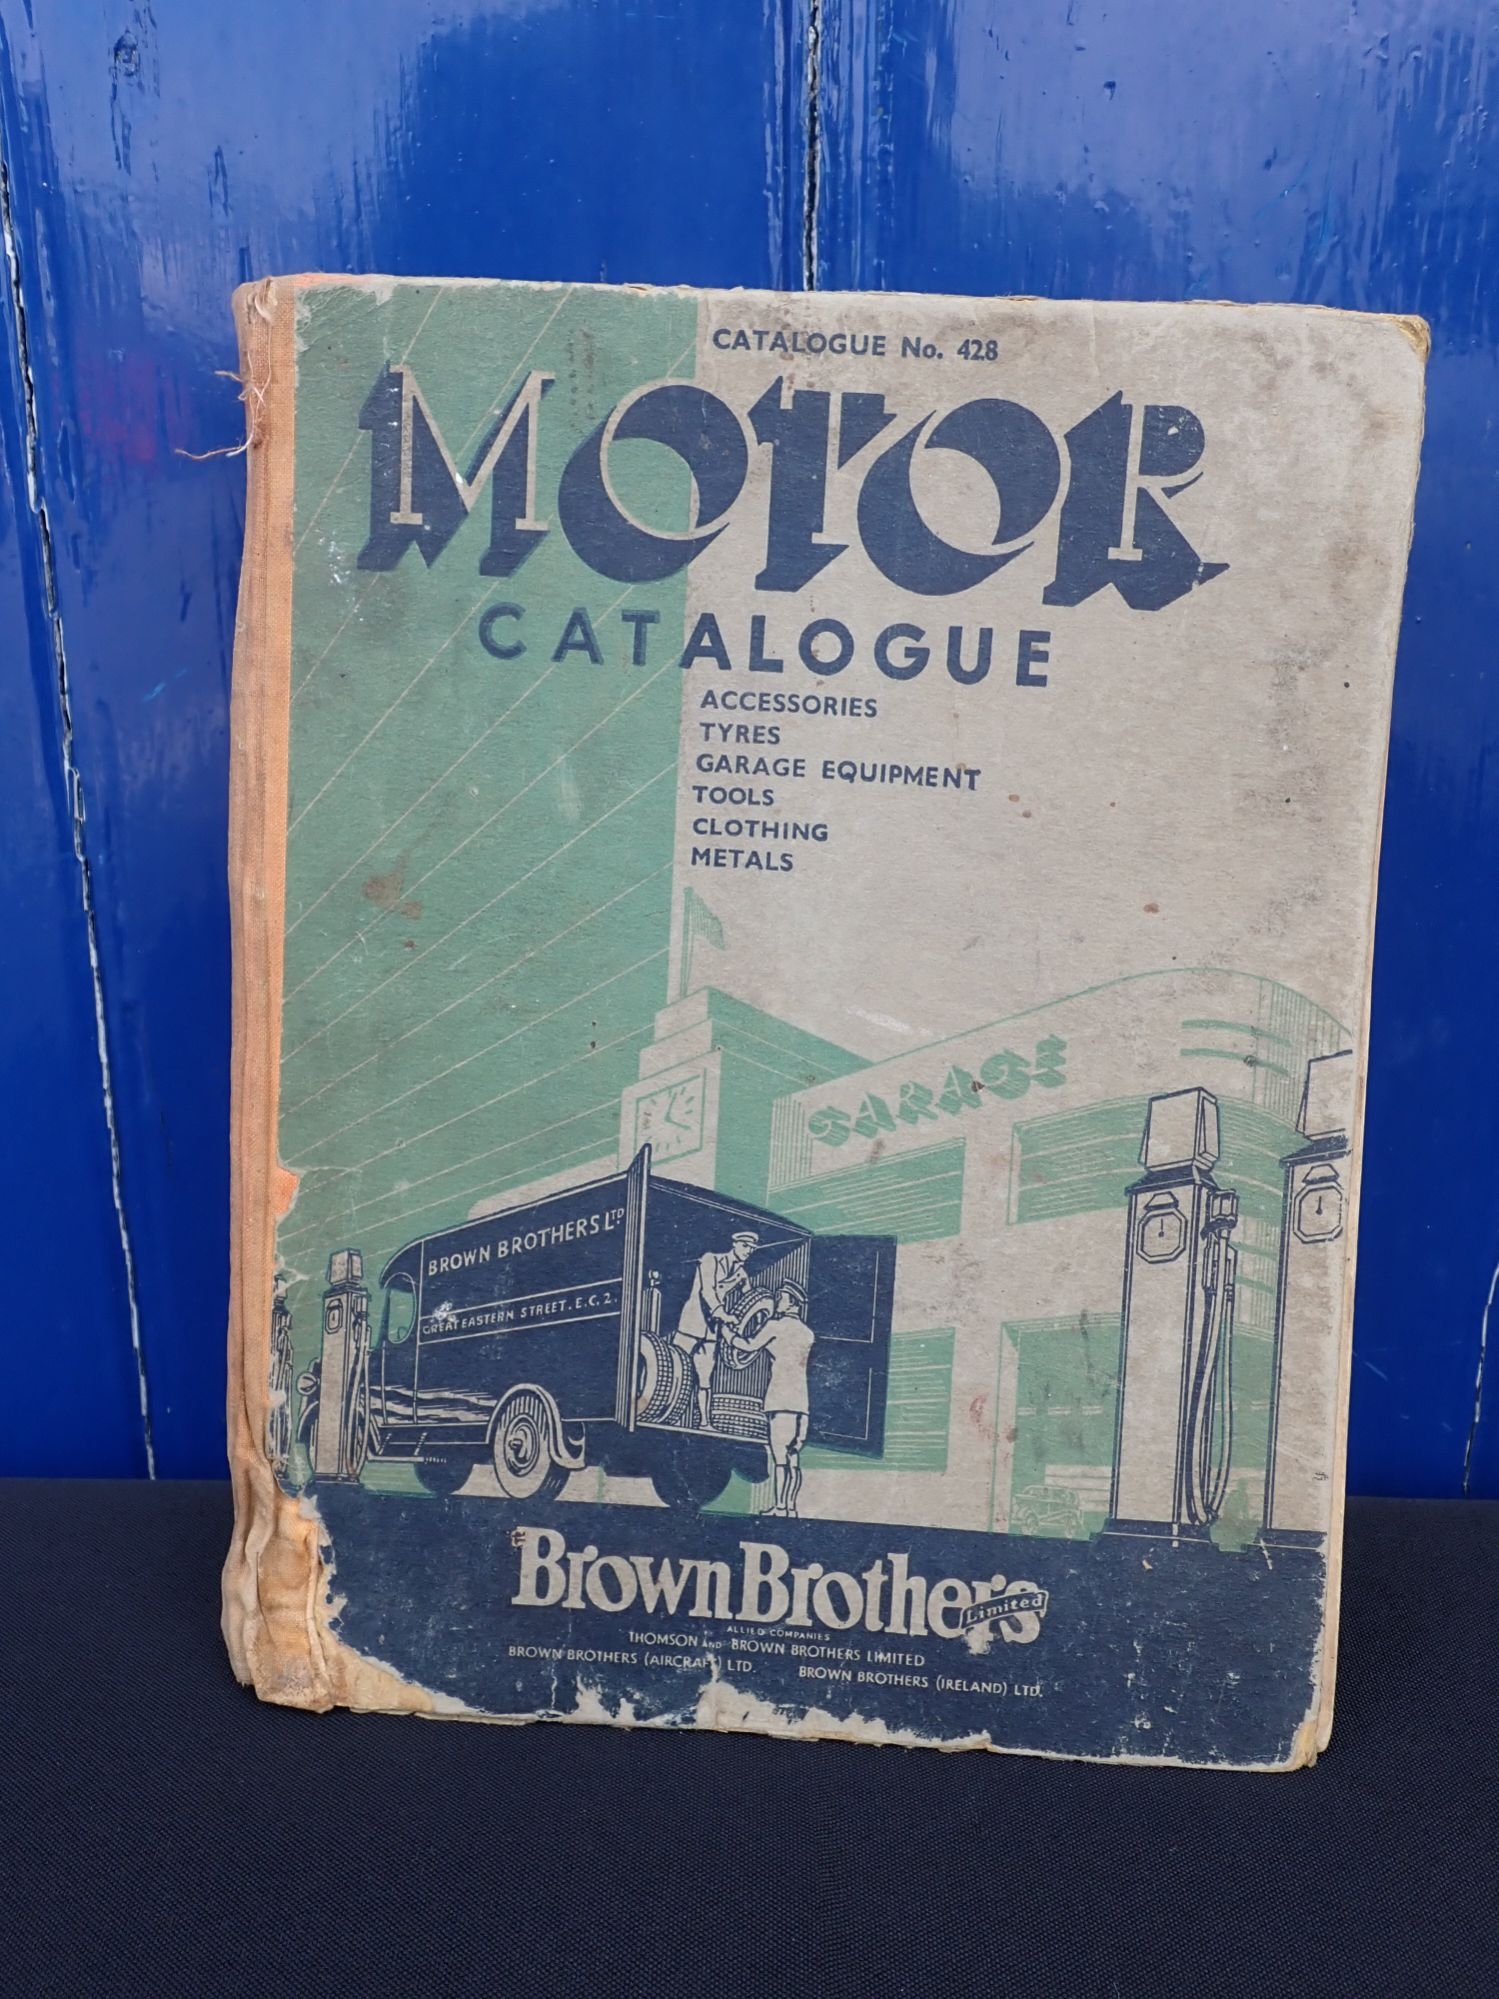 CATALOGUE No. 428
MOTOR
CATALOGUE
ACCESSORIES
TYRES
GARAGE EQUIPMENT
TOOLS
CLOTHING
METALS
GARAGE
BROWN BROTHERS LTD
GREAT EASTERN STREET. E.C.2.
Brown Brothers
Limited
ALLIED COMPANIES
THOMSON AND BROWN BROTHERS LIMITED
BROWN BROTHERS (AIRCRAFT) LTD. BROWN BROTHERS (IRELAND) LTD.